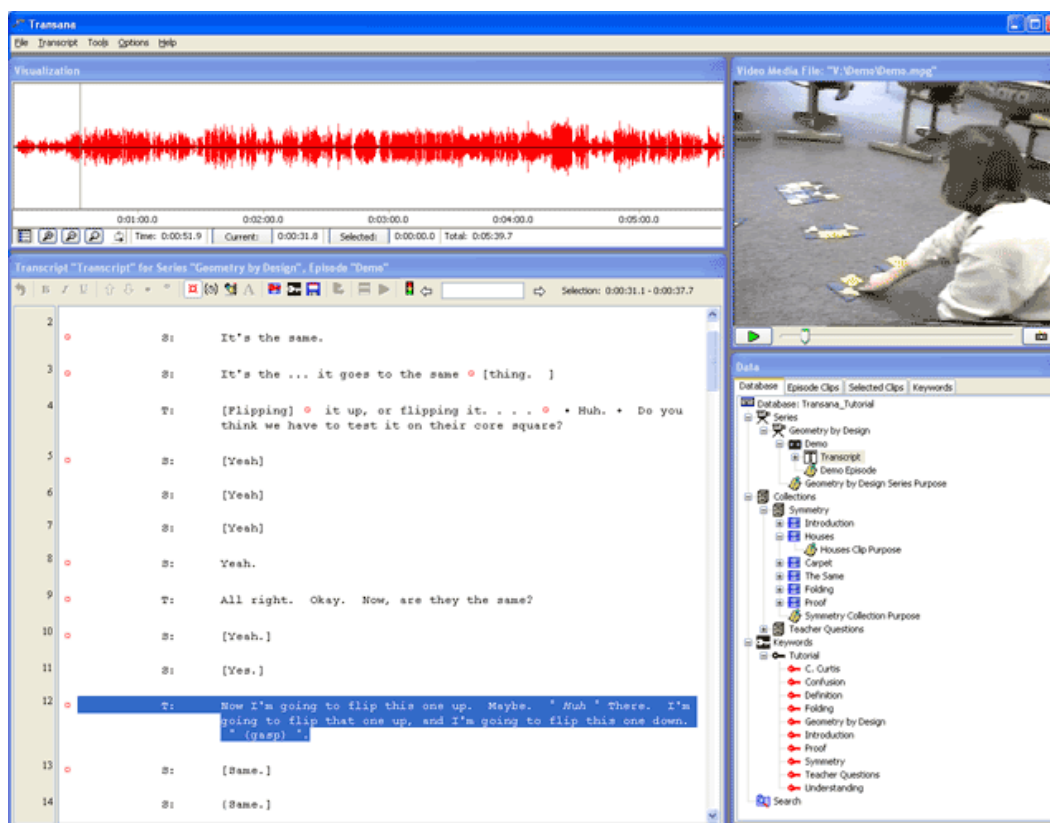 Transana
File Transcript Tools Options Help
Visualization
0:01:00.0 0:02:00.0 0:03:00.0 0:04:00.0 0:05:00.0
Time: 0:00:51.9 Current: 0:00:31.8 Selected: 0:00:00.0 Total: 0:05:39.7
Video Media File: "V:\Demo\Demo.mpg"
Sara
Transcript "Transcript" for Series "Geometry by Design", Episode "Demo"
B I U A Selection: 0:00:31.1 - 0:00:37.7
2
S: It's the same.
3
S: It's the ... it goes to the same ¤ [thing. ]
4
T: [Flipping] ¤ it up, or flipping it. . . . ¤ • Huh. • Do you
think we have to test it on their core square?
5
S: [Yeah]
6
S: [Yeah]
7
S: [Yeah]
8
S: Yeah.
9
T: All right. Okay. Now, are they the same?
10
S: [Yeah.]
11
S: [Yes.]
12
T: Now I'm going to flip this one up. Maybe. ° Huh ° There. I'm
going to flip that one up, and I'm going to flip this one down.
° (gasp) °.
13
S: [Same.]
14
S: (Same.]
Data
Database Episode Clips Selected Clips Keywords
Database: Transana_Tutorial
Series
Geometry by Design
Demo
Transcript
Demo Episode
Geometry by Design Series Purpose
Collections
Symmetry
Introduction
Houses
Houses Clip Purpose
Carpet
The Same
Folding
Proof
Symmetry Collection Purpose
Teacher Questions
Keywords
Tutorial
C. Curtis
Confusion
Definition
Folding
Geometry by Design
Introduction
Proof
Symmetry
Teacher Questions
Understanding
Search